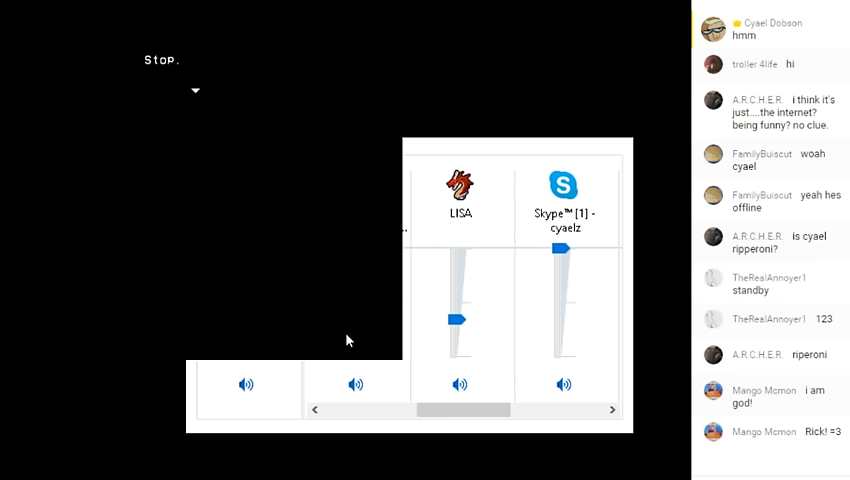 Stop.
..
LISA
Skype™ [1] -
cyaelz
Cyael Dobson
hmm
troller 4life hi
A.R.C.H.E.R. i think it's
just....the internet?
being funny? no clue.
FamilyBuiscut woah
cyael
FamilyBuiscut yeah hes
offline
A.R.C.H.E.R. is cyael
ripperoni?
TheRealAnnoyer1
standby
TheRealAnnoyer1 123
A.R.C.H.E.R. riperoni
Mango Mcmon i am
god!
Mango Mcmon Rick! =3